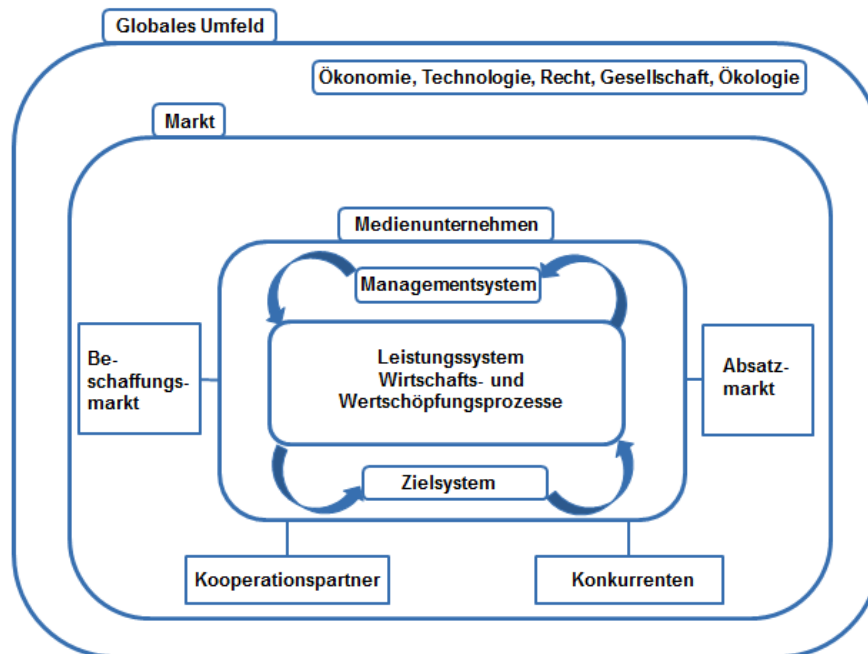 Globales Umfeld
Ökonomie, Technologie, Recht, Gesellschaft, Ökologie
Markt
Medienunternehmen
Managementsystem
Be-
schaffungs-
markt
Leistungssystem
Wirtschafts- und
Wertschöpfungsprozesse
Absatz-
markt
Zielsystem
Kooperationspartner
Konkurrenten